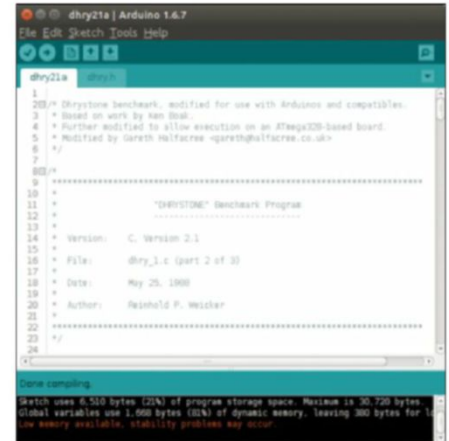 dhry21a | Arduino 1.6.7
File Edit Sketch Tools Help
dhry21a dhry.h
1
2 /* Dhrystone benchmark, modified for use with Arduinos and compatibles.
3 * Based on work by Ken Boak.
4 * Further modified to allow execution on an ATmega328-based board.
5 * Modified by Gareth Halfacree <gareth@halfacree.co.uk>
6 */
7
8 /*
9 ****************************************************************************
10 *
11 * "DHRYSTONE" Benchmark Program
12 * -----------------------------
13 *
14 * Version: C, Version 2.1
15 *
16 * File: dhry_1.c (part 2 of 3)
17 *
18 * Date: May 25, 1988
19 *
20 * Author: Reinhold P. Weicker
21 *
22 ****************************************************************************
23 */
24
Done compiling.
Sketch uses 6,510 bytes (21%) of program storage space. Maximum is 30,720 bytes.
Global variables use 1,668 bytes (81%) of dynamic memory, leaving 380 bytes for lo
Low memory available, stability problems may occur.